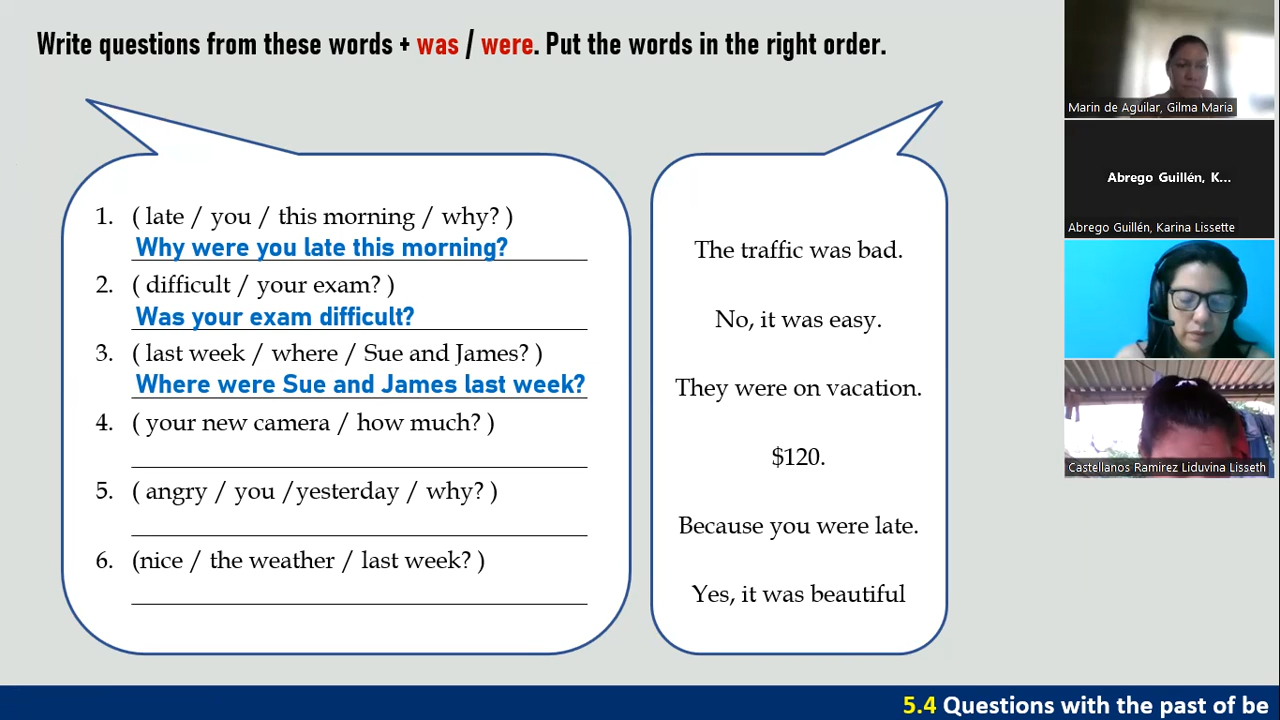 Write questions from these words + was / were. Put the words in the right order.
1. ( late / you / this morning / why? )
Why were you late this morning?
2. ( difficult / your exam? )
Was your exam difficult?
3. ( last week / where / Sue and James? )
Where were Sue and James last week?
4. ( your new camera / how much? )
5. ( angry / you /yesterday / why? )
6. (nice / the weather / last week? )
The traffic was bad.
No, it was easy.
They were on vacation.
$120.
Because you were late.
Yes, it was beautiful
Marin de Aguilar, Gilma Maria
Abrego Guillén, K...
Abrego Guillén, Karina Lissette
Castellanos Ramirez Liduvina Lisseth
5.4 Questions with the past of be